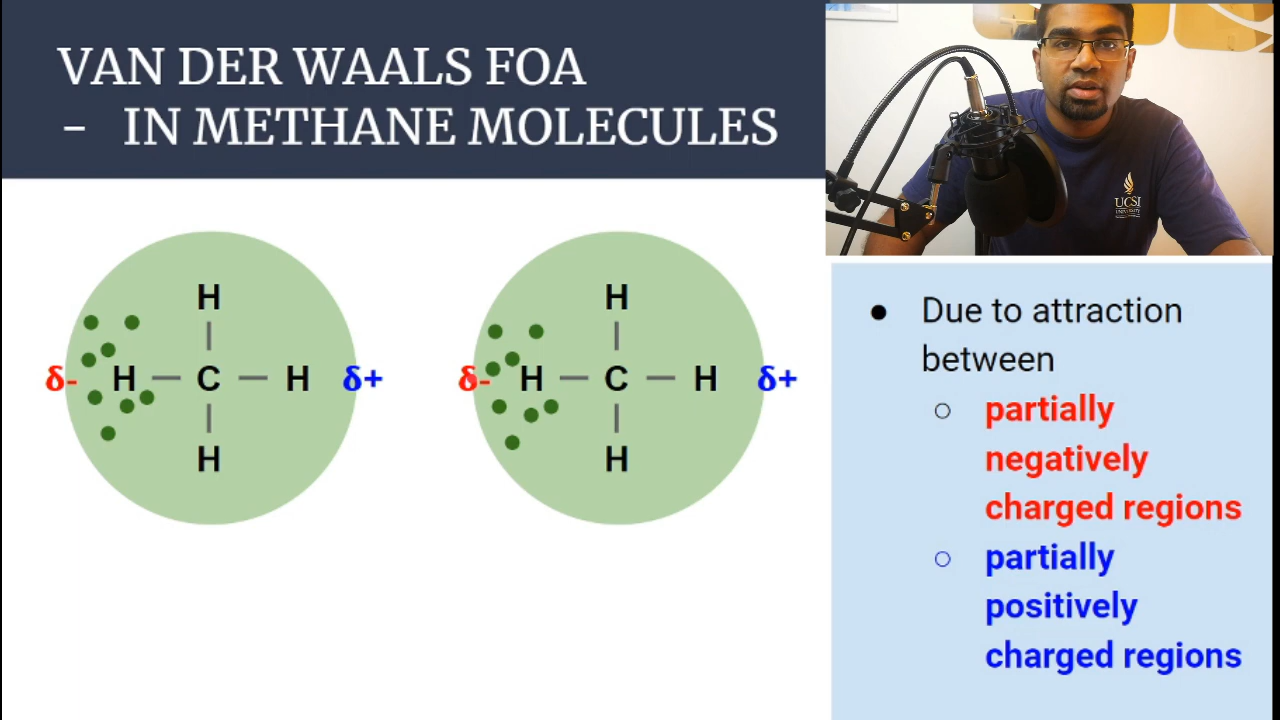 VAN DER WAALS FOA
- IN METHANE MOLECULES
H
δ- H — C — H δ+
H
H
δ- H — C — H δ+
H
UCSI
UNIVERSITY
● Due to attraction
between
○ partially
negatively
charged regions
○ partially
positively
charged regions